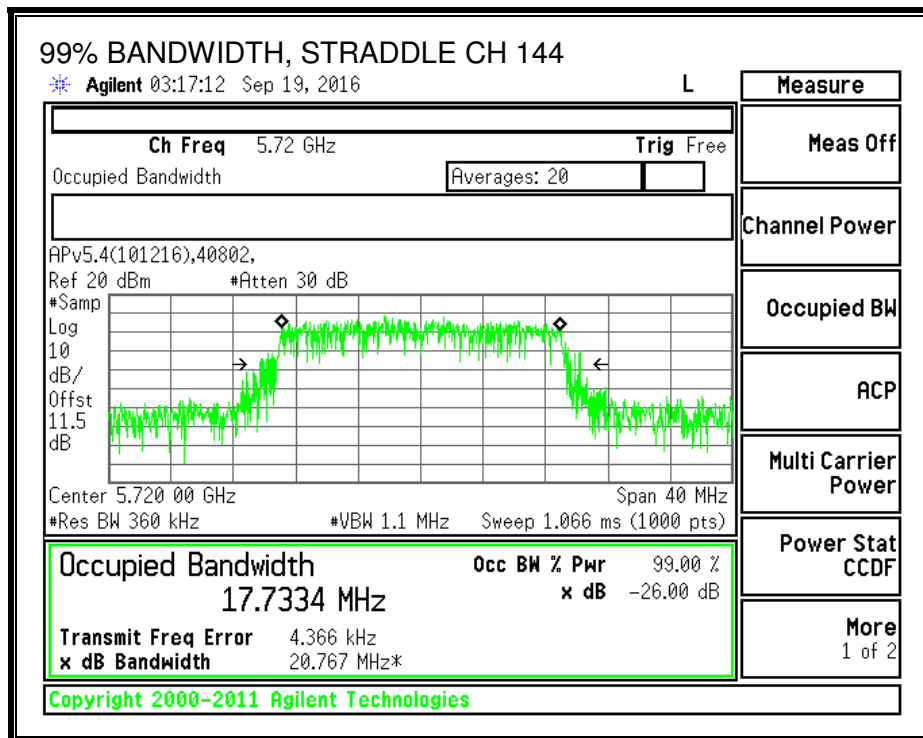 99% BANDWIDTH, STRADDLE CH 144
Agilent 03:17:12 Sep 19, 2016 L
Measure
Ch Freq 5.72 GHz Trig Free
Meas Off
Occupied Bandwidth Averages: 20
Channel Power
APv5.4(101216),40802,
Ref 20 dBm #Atten 30 dB
#Samp
Log
10
dB/
Offst
11.5
dB
Occupied BW
ACP
Multi Carrier
Power
Center 5.720 00 GHz Span 40 MHz
#Res BW 360 kHz #VBW 1.1 MHz Sweep 1.066 ms (1000 pts)
Power Stat
CCDF
Occupied Bandwidth Occ BW % Pwr 99.00 %
17.7334 MHz x dB -26.00 dB
Transmit Freq Error 4.366 kHz
x dB Bandwidth 20.767 MHz*
More
1 of 2
Copyright 2000-2011 Agilent Technologies